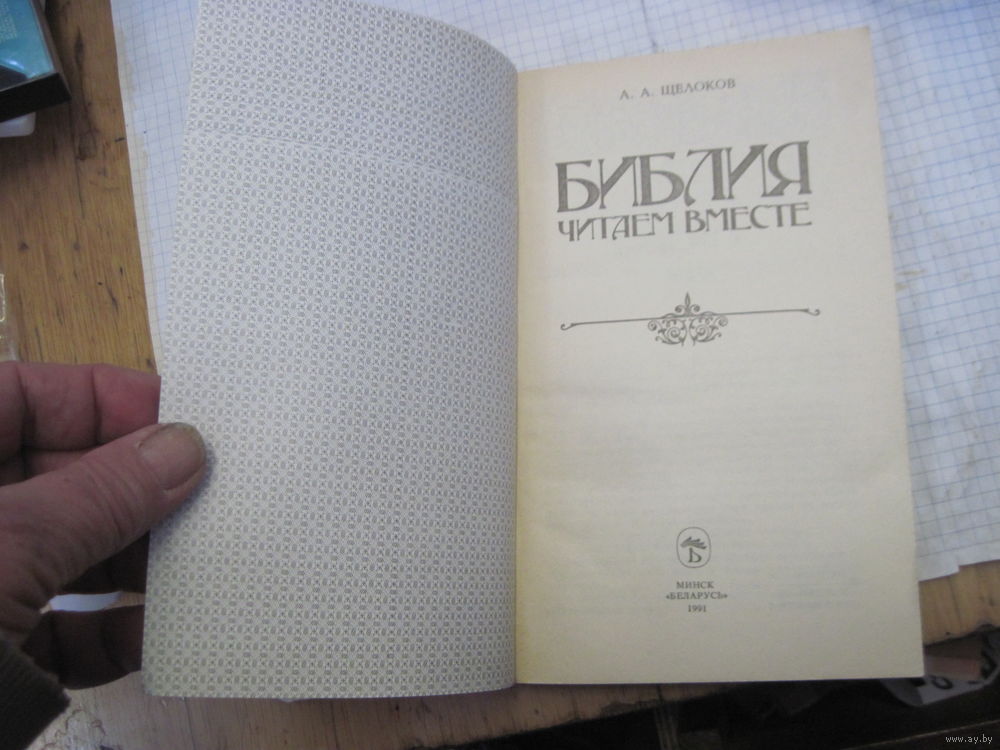 А. А. ЩЕЛОКОВ
БИБЛИЯ
ЧИТАЕМ ВМЕСТЕ
Б
МИНСК
«БЕЛАРУСЬ»
1991
www.ay.by